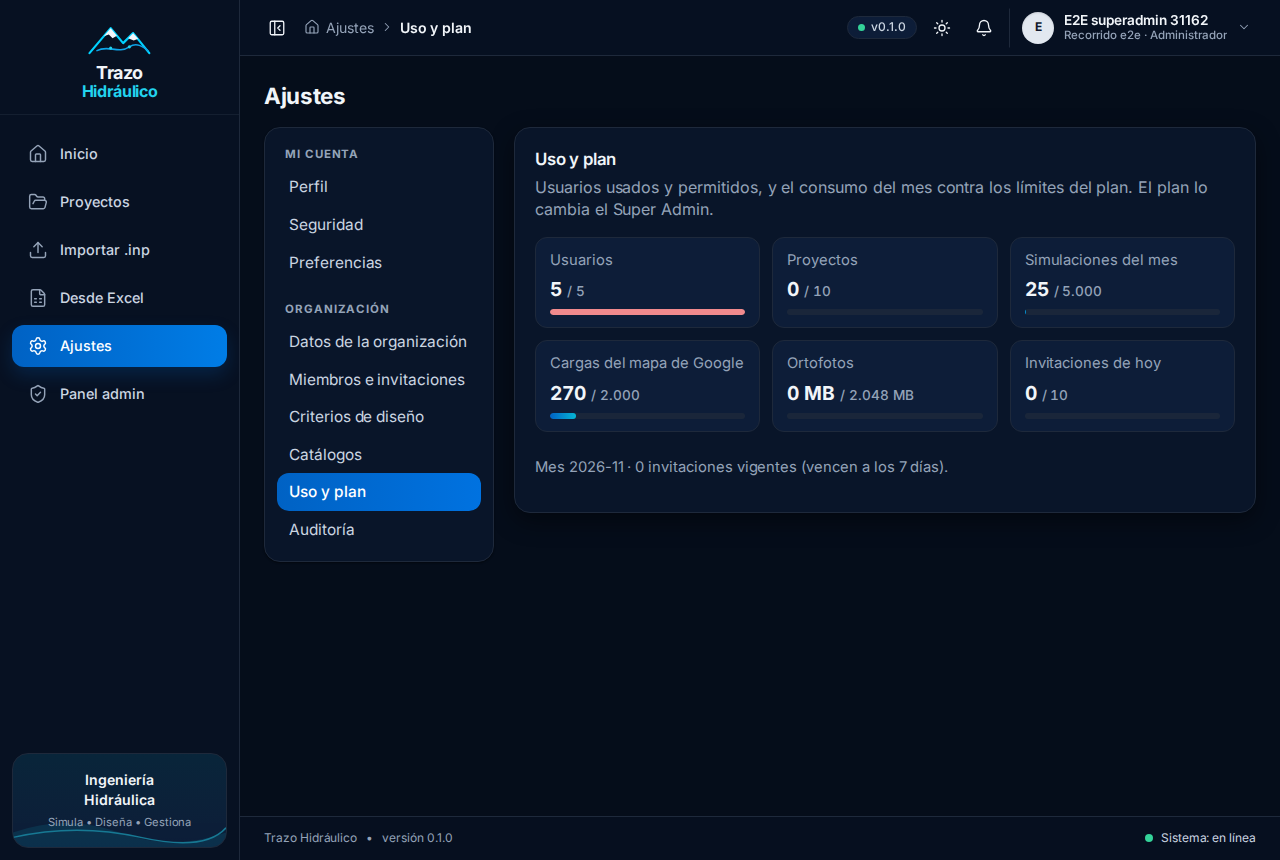 Trazo
Hidráulico
Inicio
Proyectos
Importar .inp
Desde Excel
Ajustes
Panel admin
Ingeniería
Hidráulica
Simula • Diseña • Gestiona
Ajustes > Uso y plan
v0.1.0
E
E2E superadmin 31162
Recorrido e2e · Administrador
Ajustes
MI CUENTA
Perfil
Seguridad
Preferencias
ORGANIZACIÓN
Datos de la organización
Miembros e invitaciones
Criterios de diseño
Catálogos
Uso y plan
Auditoría
Uso y plan
Usuarios usados y permitidos, y el consumo del mes contra los límites del plan. El plan lo
cambia el Super Admin.
Usuarios
5 / 5
Proyectos
0 / 10
Simulaciones del mes
25 / 5.000
Cargas del mapa de Google
270 / 2.000
Ortofotos
0 MB / 2.048 MB
Invitaciones de hoy
0 / 10
Mes 2026-11 · 0 invitaciones vigentes (vencen a los 7 días).
Trazo Hidráulico • versión 0.1.0
Sistema: en línea